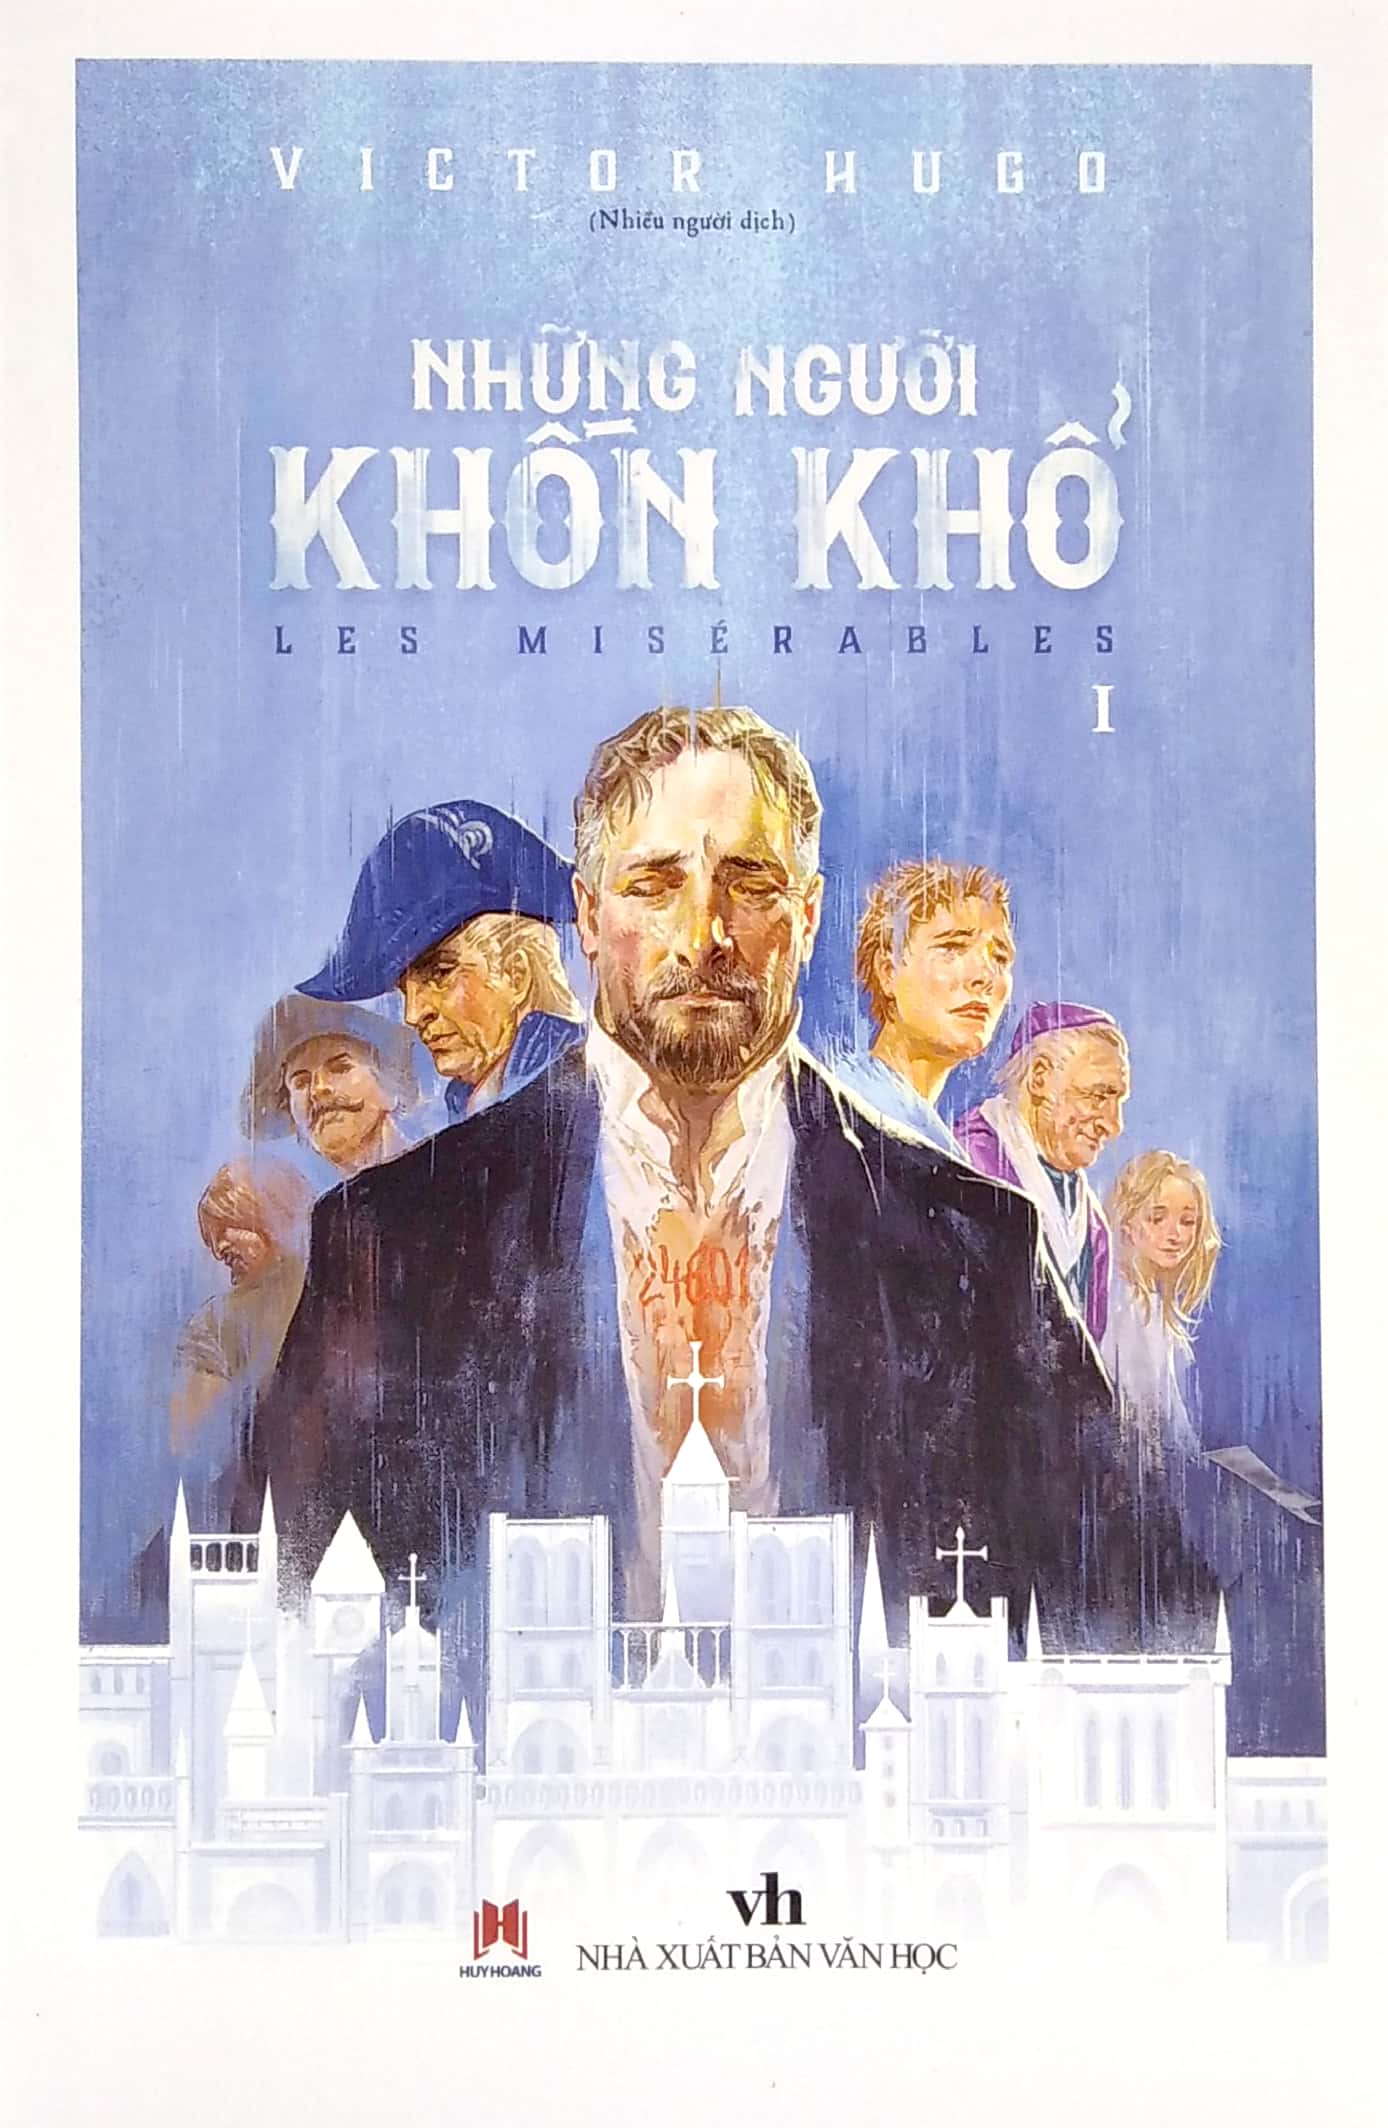 VICTOR HUGO
(Nhiều người dịch)
NHỮNG NGƯỜI
KHỐN KHỔ
LES MISÉRABLES
I
24601
vh
HUY HOANG
NHÀ XUẤT BẢN VĂN HỌC